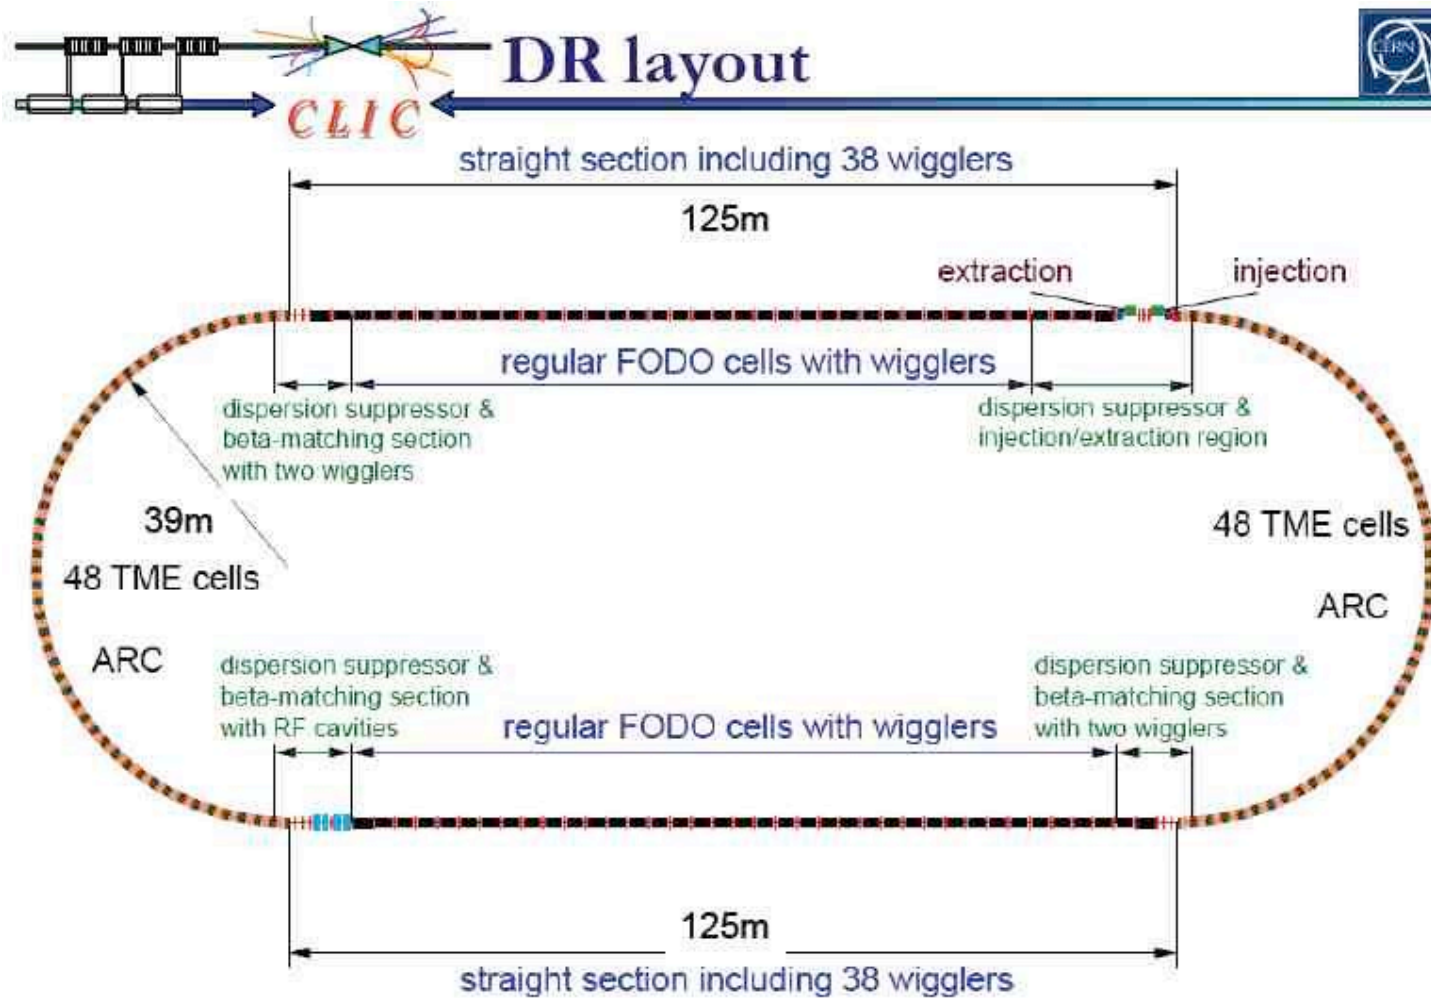 DR layout
CERN
CLIC
straight section including 38 wigglers
125m
extraction
injection
regular FODO cells with wigglers
dispersion suppressor &
beta-matching section
with two wigglers
dispersion suppressor &
injection/extraction region
39m
48 TME cells
48 TME cells
ARC
ARC
dispersion suppressor &
beta-matching section
with RF cavities
regular FODO cells with wigglers
dispersion suppressor &
beta-matching section
with two wigglers
125m
straight section including 38 wigglers